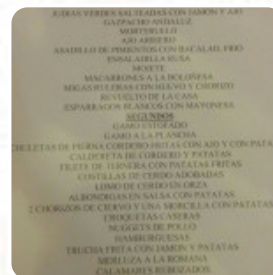 JUDIAS VERDES SALTEADAS CON JAMON Y AJO
GAZPACHO ANDALUZ
MORTERUELO
AJO ARRIERO
ASADILLO DE PIMIENTOS CON BACALAO FRIO
ENSALADILLA RUSA
MOJETE
MACARRONES A LA BOLOÑESA
MIGAS RULERAS CON HUEVO Y CHORIZO
REVUELTO DE LA CASA
ESPARRAGOS BLANCOS CON MAYONESA
SEGUNDOS
GAMO ESTOFADO
GAMO A LA PLANCHA
CHULETAS DE PIERNA CORDERO FRITAS CON AJO Y CON PATA
CALDERETA DE CORDERO Y PATATAS
FILETE DE TERNERA CON PATATAS FRITAS
COSTILLAS DE CERDO ADOBADAS
LOMO DE CERDO EN ORZA
ALBONDIGAS EN SALSA CON PATATAS
2 CHORIZOS DE CIERVO Y UNA MORCILLA CON PATATAS
CROQUETAS CASERAS
NUGGETS DE POLLO
HAMBURGUESAS
TRUCHA FRITA CON JAMON Y PATATAS
MERLUZA A LA ROMANA
CALAMARES REBOZADOS